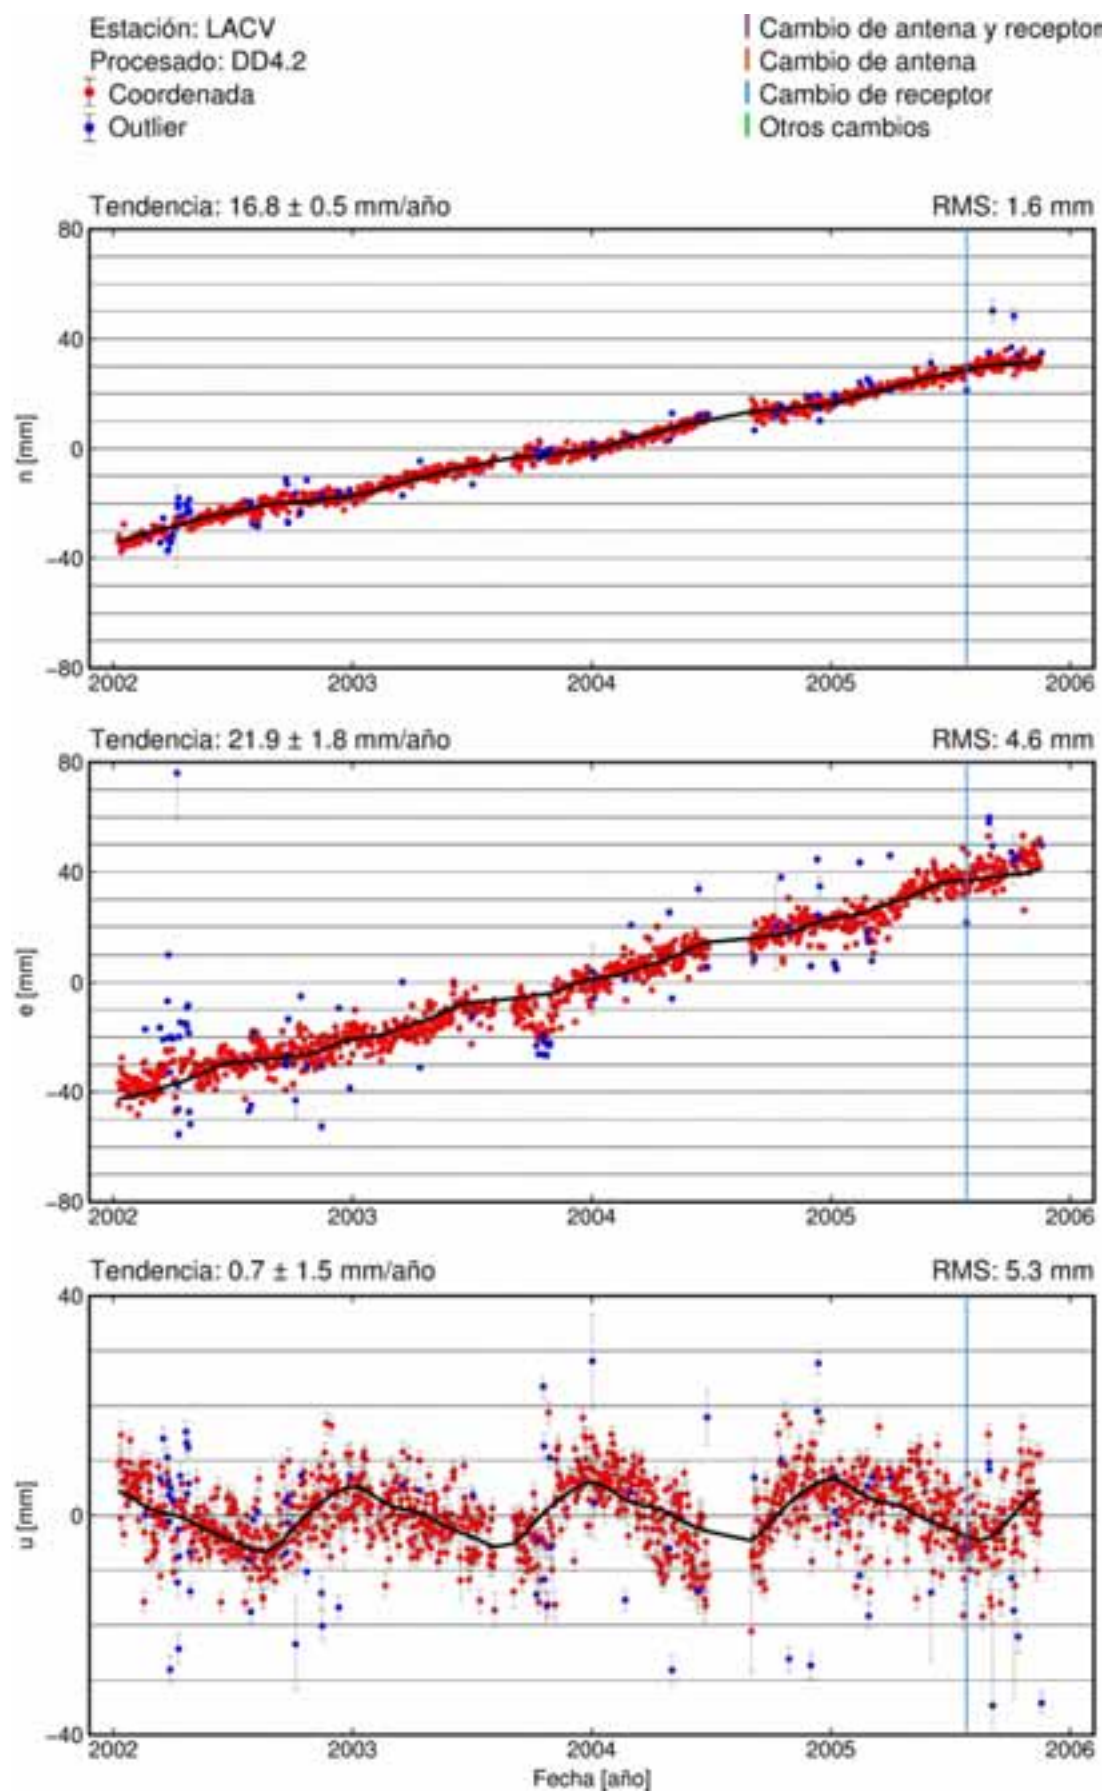 Estación: LACV
Procesado: DD4.2
Coordenada
Outlier
Cambio de antena y receptor
Cambio de antena
Cambio de receptor
Otros cambios
Tendencia: 16.8 ± 0.5 mm/año RMS: 1.6 mm
80
40
0
−40
−80
n [mm]
2002 2003 2004 2005 2006
Tendencia: 21.9 ± 1.8 mm/año RMS: 4.6 mm
80
40
0
−40
−80
e [mm]
2002 2003 2004 2005 2006
Tendencia: 0.7 ± 1.5 mm/año RMS: 5.3 mm
40
0
−40
u [mm]
2002 2003 2004 2005 2006
Fecha [año]